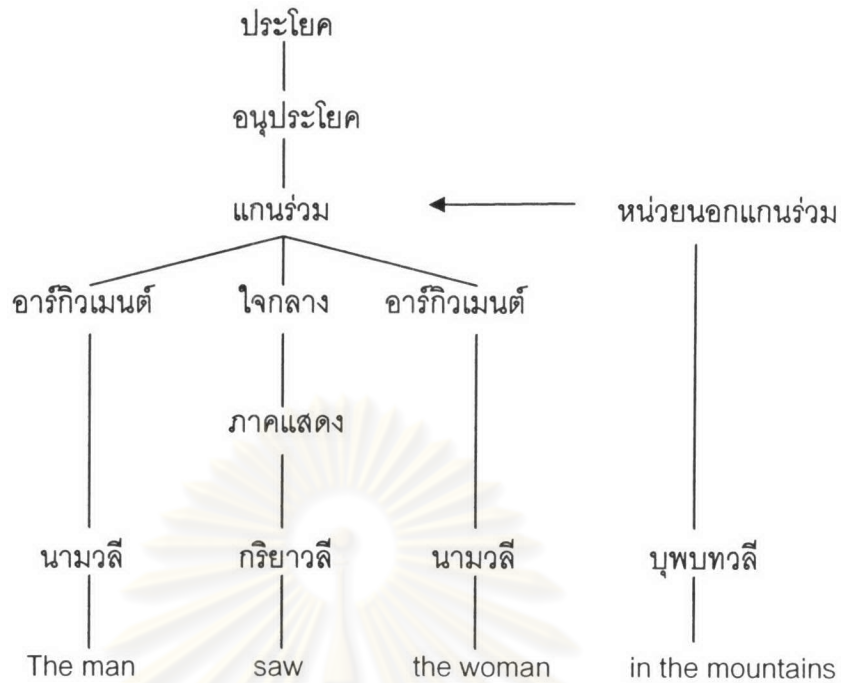 ประโยค
อนุประโยค
แกนร่วม หน่วยนอกแกนร่วม
อาร์กิวเมนต์ ใจกลาง อาร์กิวเมนต์
ภาคแสดง
นามวลี กริยาวลี นามวลี บุพบทวลี
The man saw the woman in the mountains